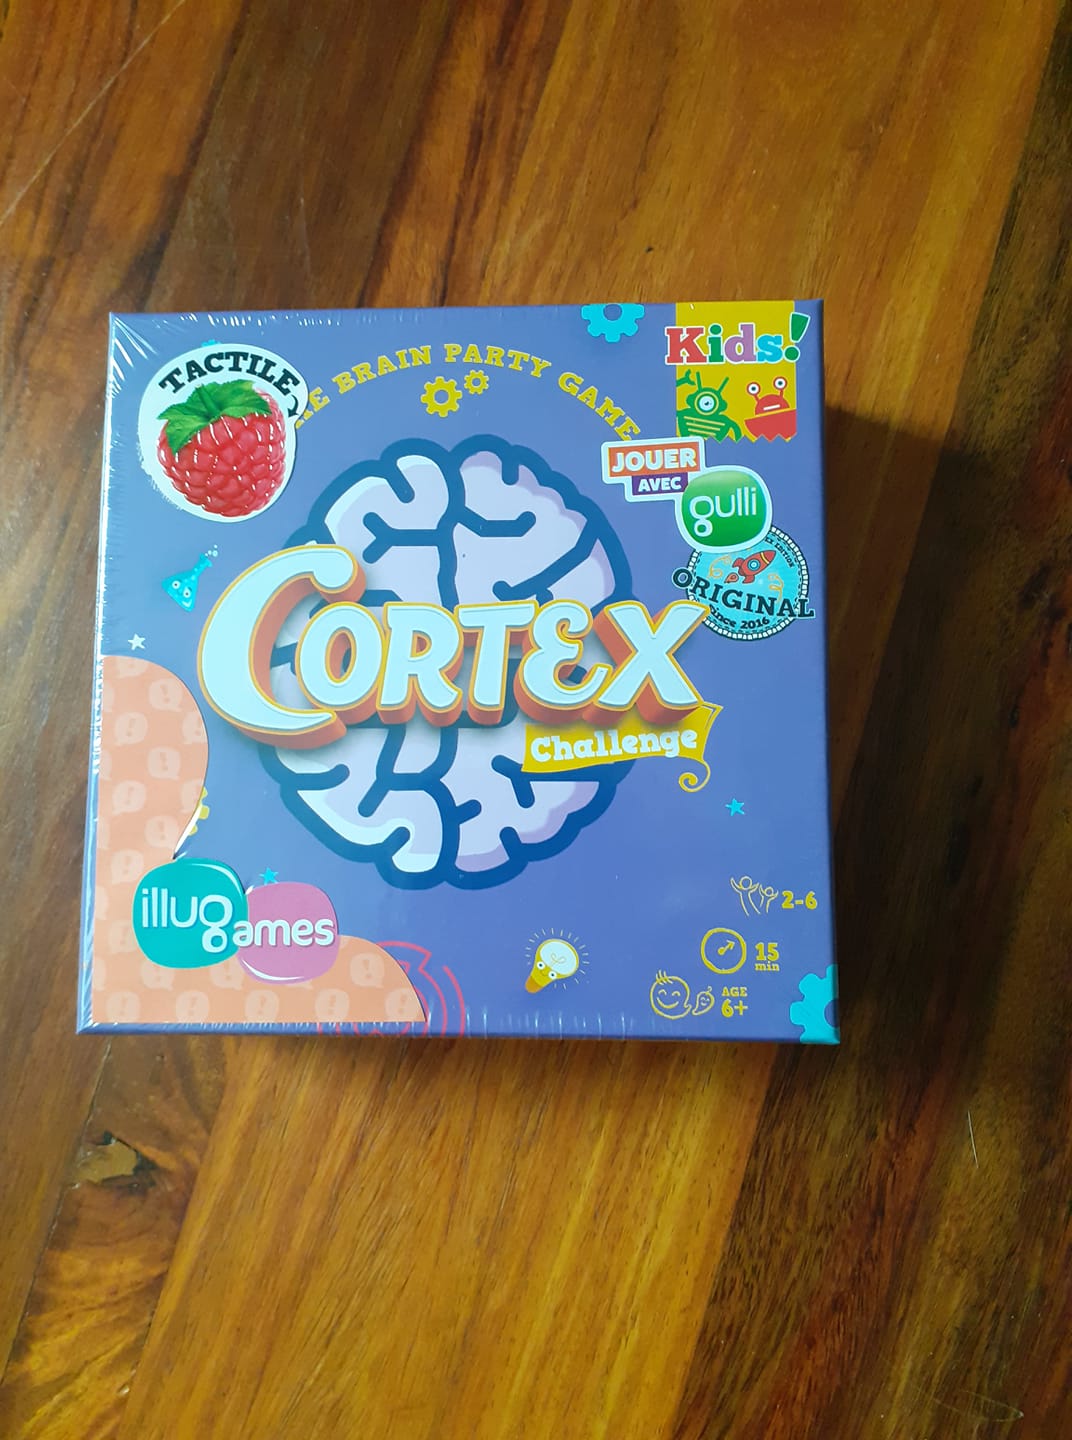 TACTILE
THE BRAIN PARTY GAME
Kids!
JOUER
AVEC
gulli
ORIGINAL
Since 2016
CORTEX
Challenge
illugames
2-6
15
min
AGE
6+